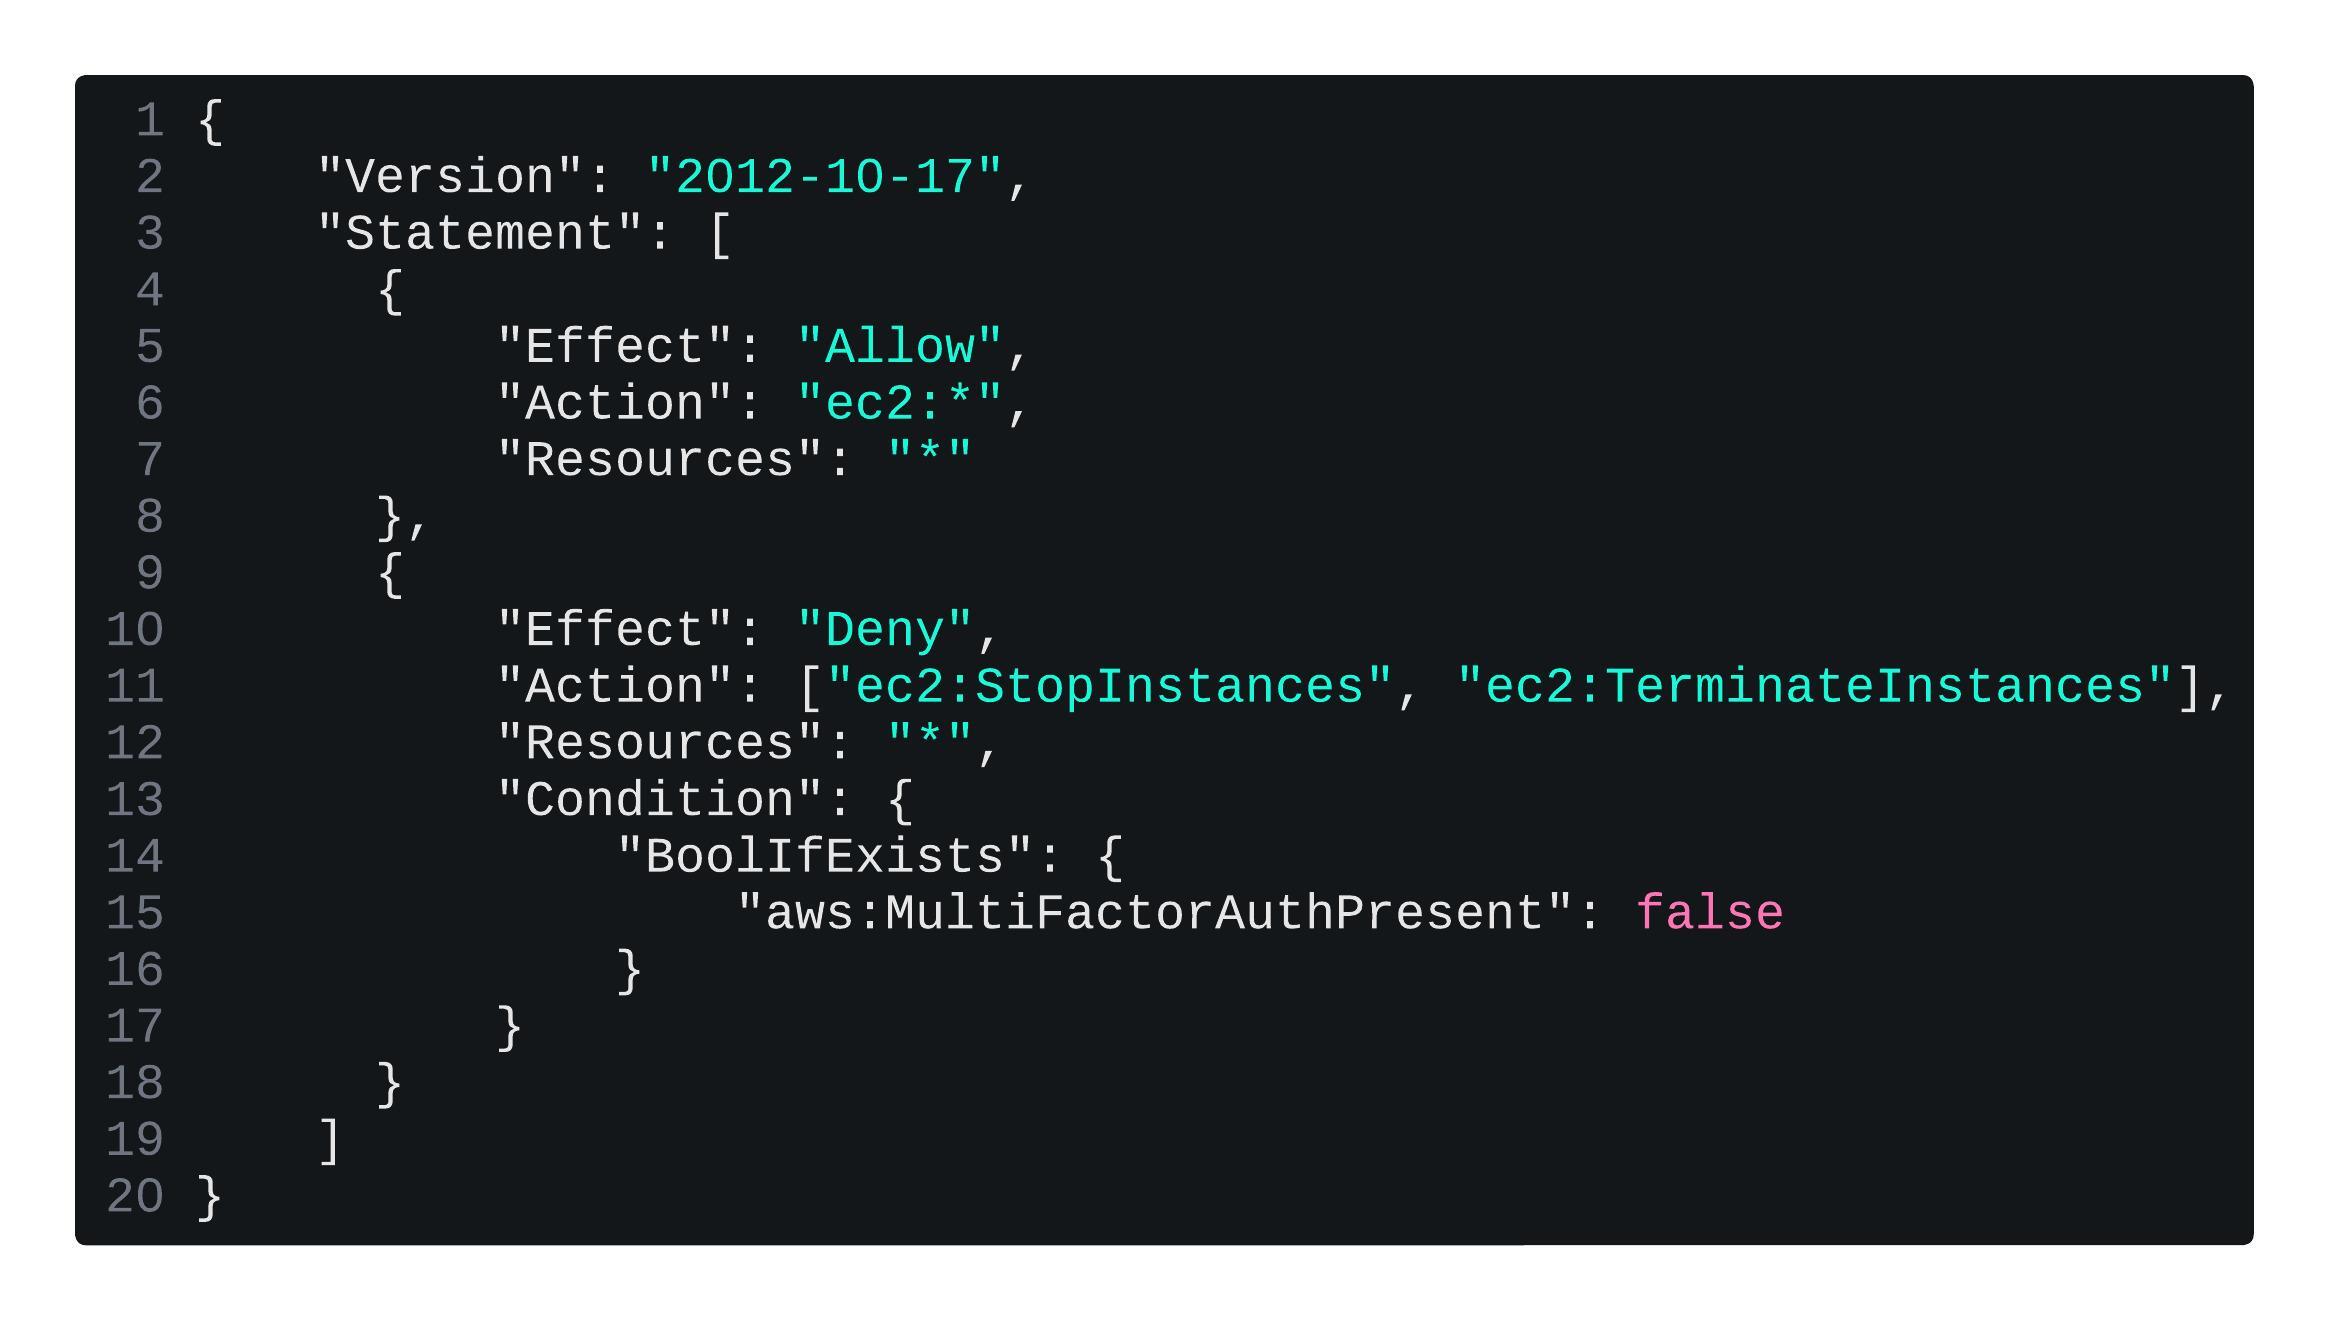 1 {
2     "Version": "2012-10-17",
3     "Statement": [
4       {
5           "Effect": "Allow",
6           "Action": "ec2:*",
7           "Resources": "*"
8       },
9       {
10           "Effect": "Deny",
11           "Action": ["ec2:StopInstances", "ec2:TerminateInstances"],
12           "Resources": "*",
13           "Condition": {
14               "BoolIfExists": {
15                   "aws:MultiFactorAuthPresent": false
16               }
17           }
18       }
19     ]
20 }